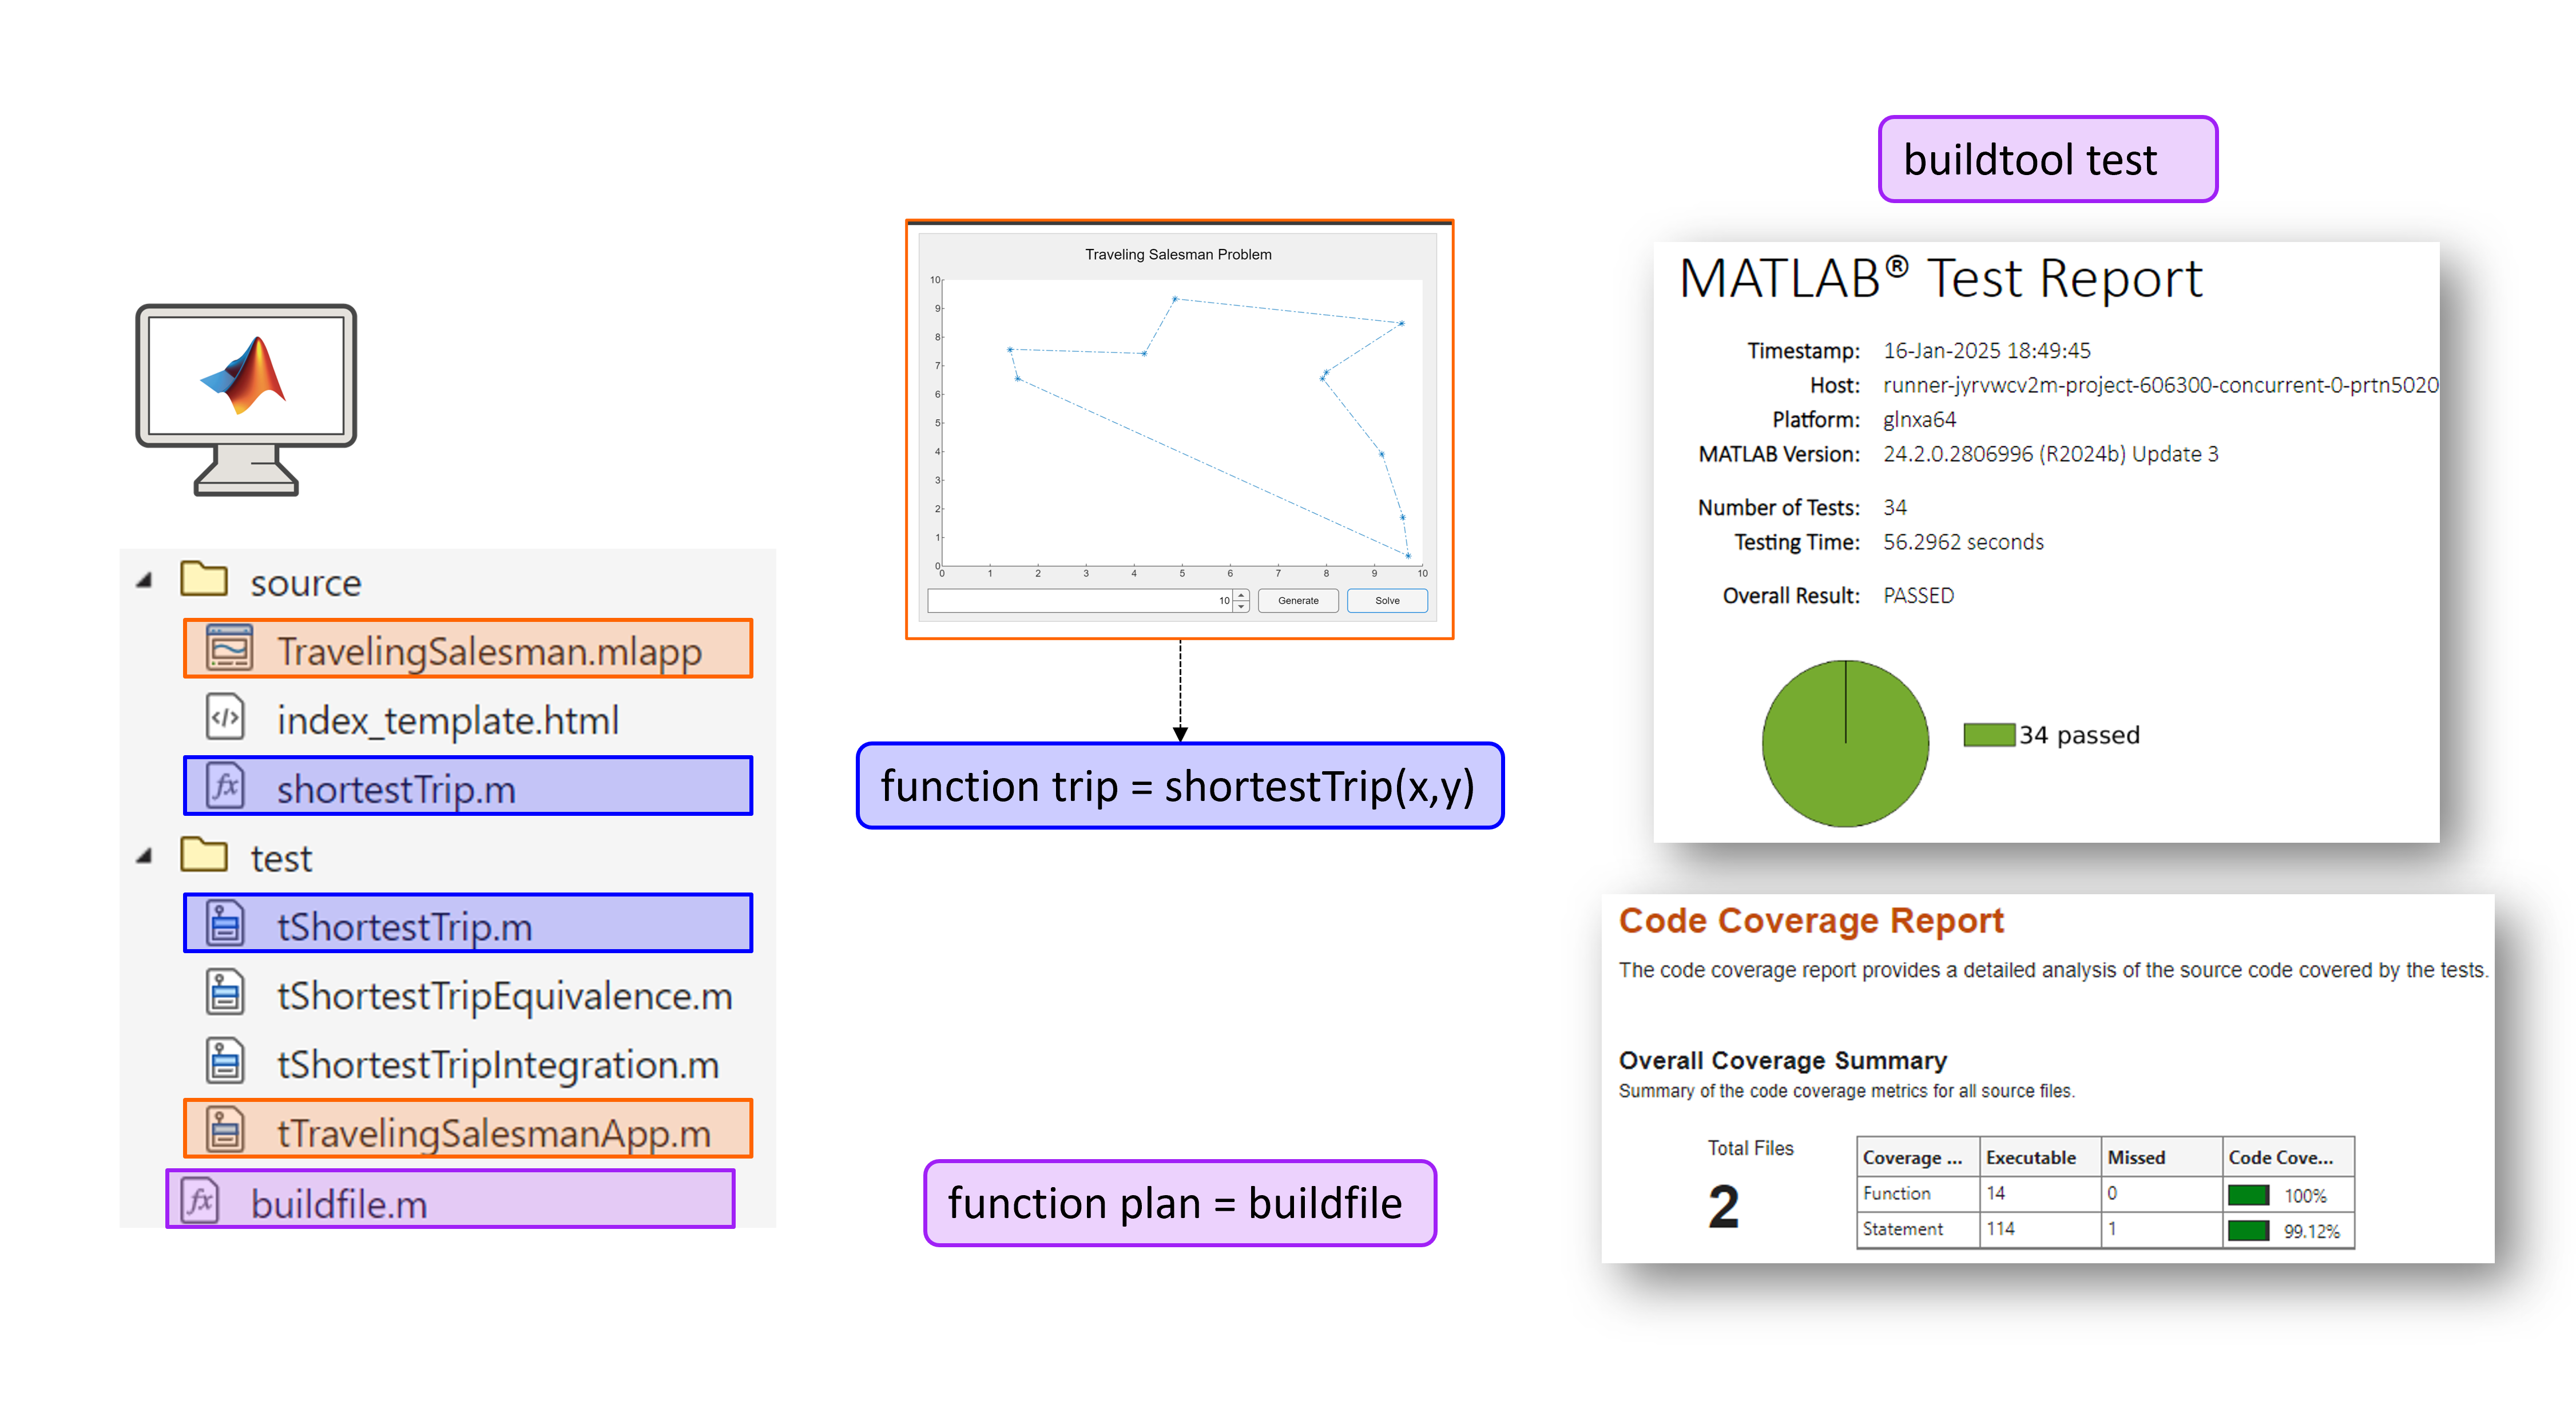 source
TravelingSalesman.mlapp
</>
index_template.html
fx
shortestTrip.m
test
tShortestTrip.m
tShortestTripEquivalence.m
tShortestTripIntegration.m
tTravelingSalesmanApp.m
fx
buildfile.m
Traveling Salesman Problem
10
9
8
7
6
5
4
3
2
1
0
0 1 2 3 4 5 6 7 8 9 10
10 Generate Solve
function trip = shortestTrip(x,y)
function plan = buildfile
buildtool test
MATLAB® Test Report
Timestamp: 16-Jan-2025 18:49:45
Host: runner-jyrvwcv2m-project-606300-concurrent-0-prtn5020
Platform: glnxa64
MATLAB Version: 24.2.0.2806996 (R2024b) Update 3
Number of Tests: 34
Testing Time: 56.2962 seconds
Overall Result: PASSED
34 passed
Code Coverage Report
The code coverage report provides a detailed analysis of the source code covered by the tests.
Overall Coverage Summary
Summary of the code coverage metrics for all source files.
Total Files
2
Coverage ... Executable Missed Code Cove...
Function 14 0 100%
Statement 114 1 99.12%